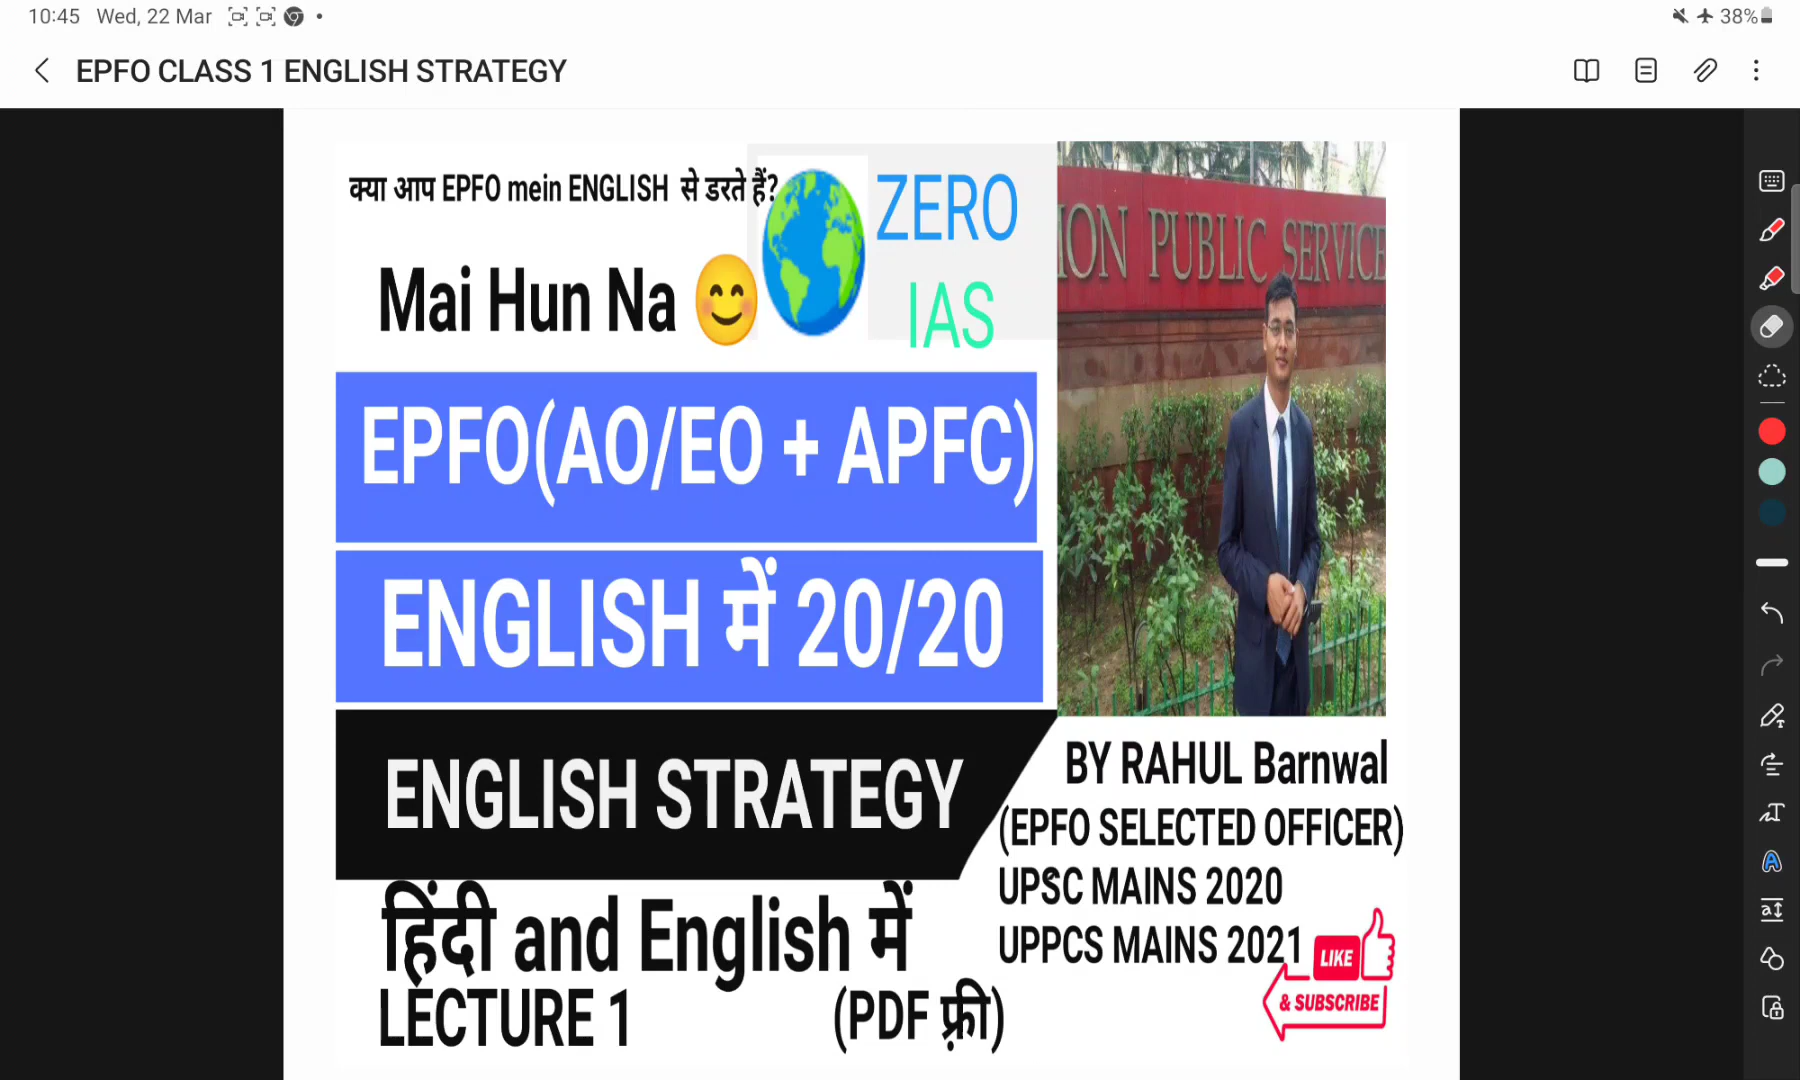 10:45 Wed, 22 Mar
38%
EPFO CLASS 1 ENGLISH STRATEGY
क्या आप EPFO mein ENGLISH से डरते हैं?
ZERO
IAS
Mai Hun Na
ION PUBLIC SERVICE
EPFO(AO/EO + APFC)
ENGLISH में 20/20
ENGLISH STRATEGY
BY RAHUL Barnwal
(EPFO SELECTED OFFICER)
UPSC MAINS 2020
UPPCS MAINS 2021
LIKE
& SUBSCRIBE
हिंदी and English में
LECTURE 1 (PDF फ़्री)